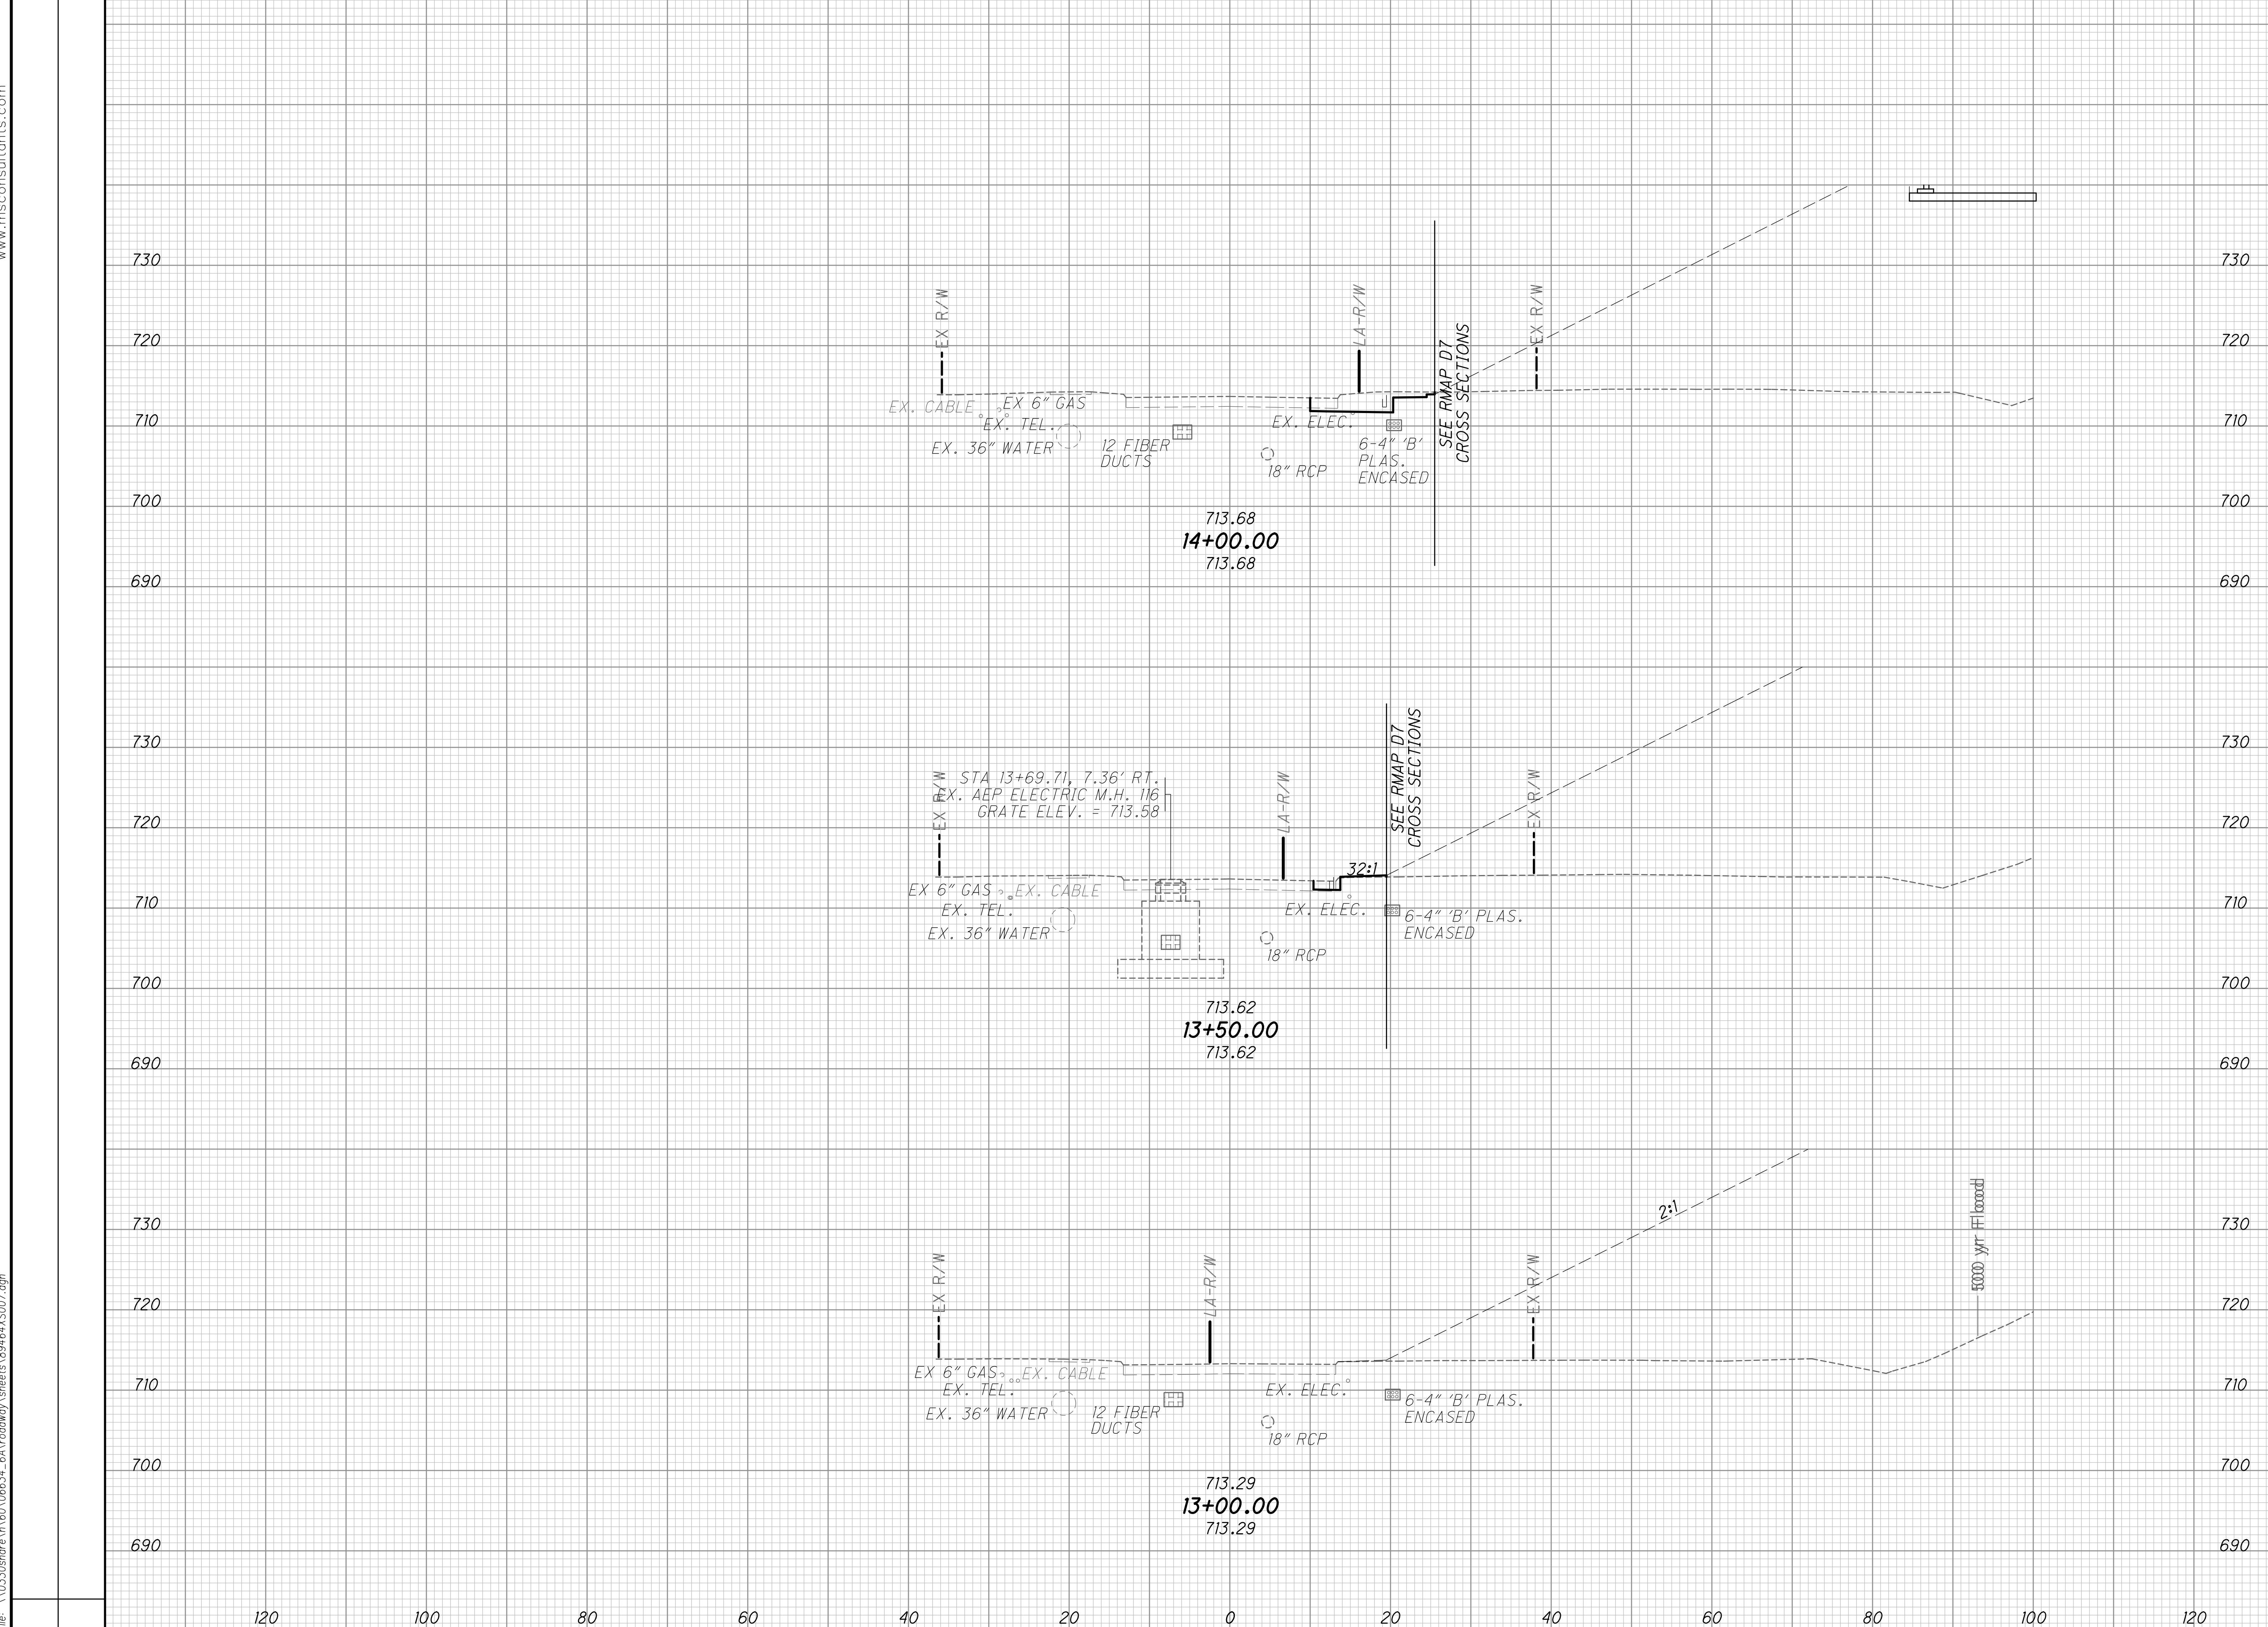 www.msconsultants.com
730
730
EX R/W
LA-R/W
EX R/W
720
720
SEE RMAP D7
CROSS SECTIONS
EX. CABLE
EX 6" GAS
710
EX. TEL.
EX. ELEC.
710
EX. 36" WATER
12 FIBER
DUCTS
18" RCP
6-4" 'B'
PLAS.
ENCASED
700
700
713.68
14+00.00
713.68
690
690
730
730
SEE RMAP D7
CROSS SECTIONS
EX R/W
STA 13+69.71, 7.36' RT.
EX. AEP ELECTRIC M.H. 116
GRATE ELEV. = 713.58
LA-R/W
EX R/W
720
720
32:1
EX 6" GAS
EX. CABLE
710
EX. TEL.
EX. ELEC.
6-4" 'B' PLAS.
ENCASED
710
EX. 36" WATER
18" RCP
700
700
713.62
13+50.00
713.62
690
690
2:1
730
730
EX R/W
LA-R/W
EX R/W
720
720
EX 6" GAS
EX. CABLE
710
EX. TEL.
EX. ELEC.
6-4" 'B' PLAS.
ENCASED
710
EX. 36" WATER
12 FIBER
DUCTS
18" RCP
700
700
713.29
13+00.00
713.29
690
690
120
100
80
60
40
20
0
20
40
60
80
100
120